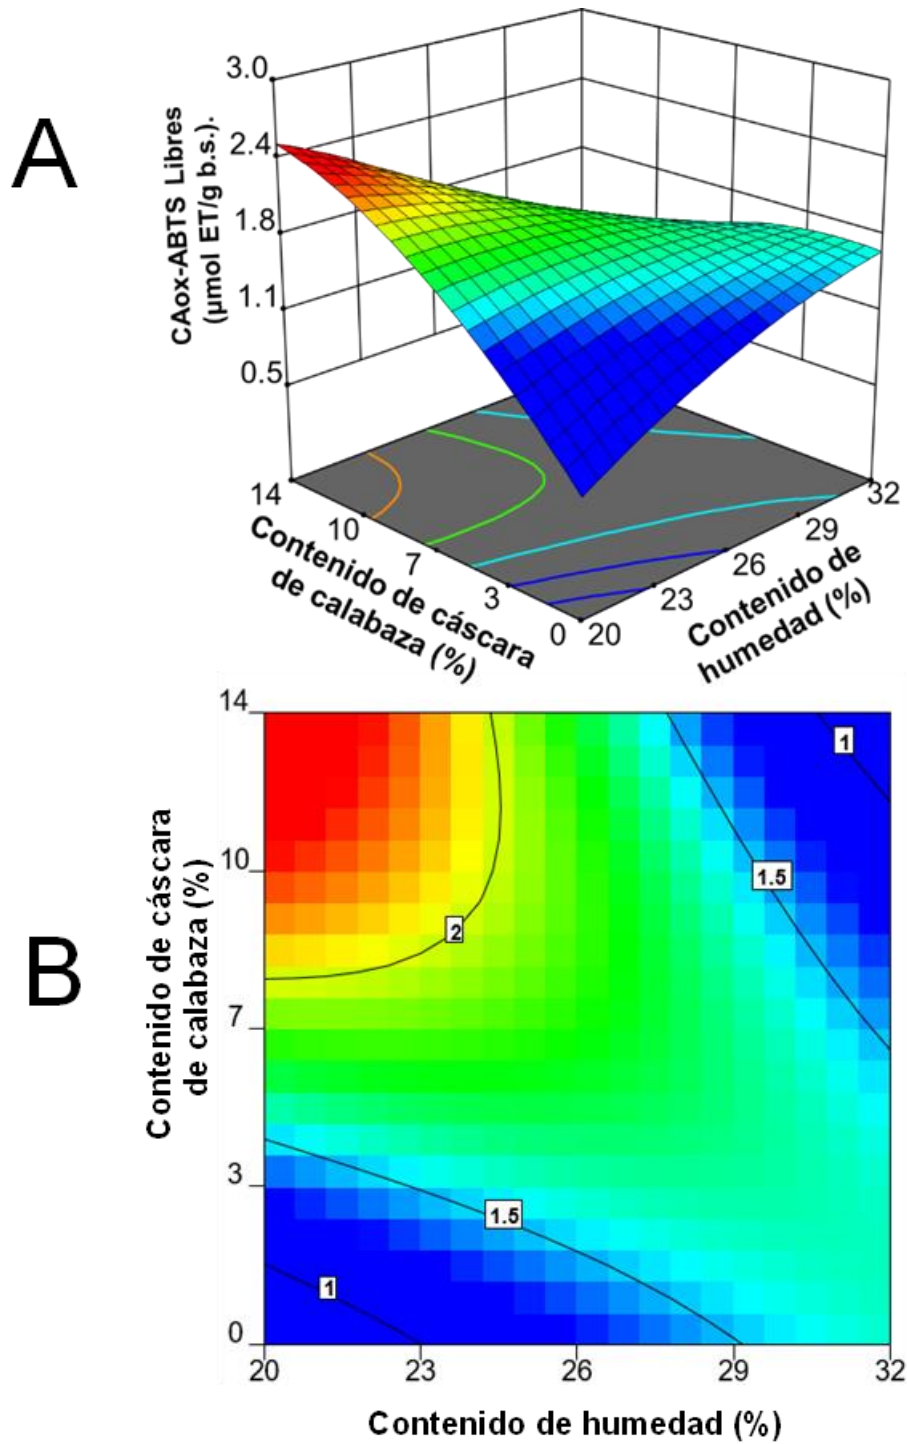 A
CAox-ABTS Libres
(µmol ET/g b.s.).
3.0
2.4
1.8
1.1
0.5
14
10
7
3
0
20
23
26
29
32
Contenido de cáscara
de calabaza (%)
Contenido de
humedad (%)
B
Contenido de cáscara
de calabaza (%)
14
10
7
3
0
1
1.5
2
1.5
1
20
23
26
29
32
Contenido de humedad (%)